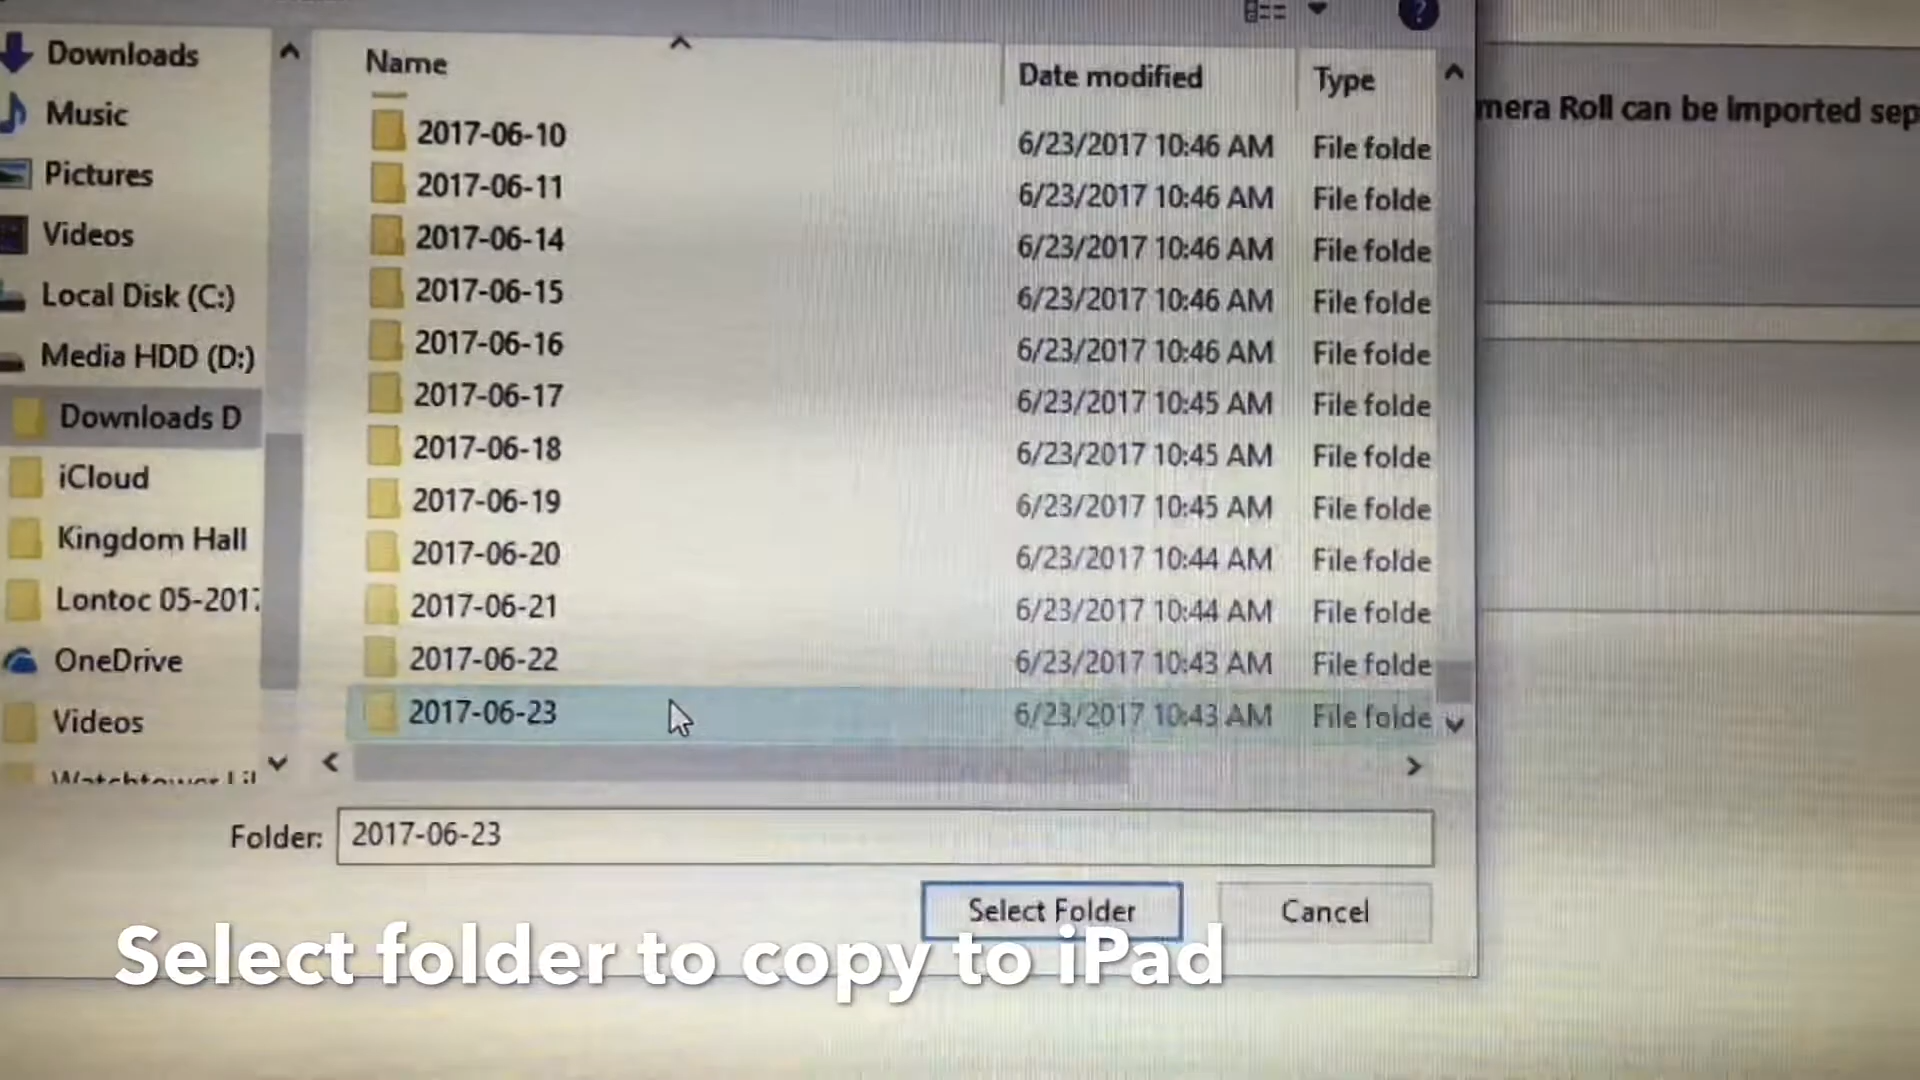 Downloads
Music
Pictures
Videos
Local Disk (C:)
Media HDD (D:)
Downloads D
iCloud
Kingdom Hall
Lontoc 05-2017
OneDrive
Videos
Watchtower Lil
Name Date modified Type
2017-06-10 6/23/2017 10:46 AM File folde
2017-06-11 6/23/2017 10:46 AM File folde
2017-06-14 6/23/2017 10:46 AM File folde
2017-06-15 6/23/2017 10:46 AM File folde
2017-06-16 6/23/2017 10:46 AM File folde
2017-06-17 6/23/2017 10:45 AM File folde
2017-06-18 6/23/2017 10:45 AM File folde
2017-06-19 6/23/2017 10:45 AM File folde
2017-06-20 6/23/2017 10:44 AM File folde
2017-06-21 6/23/2017 10:44 AM File folde
2017-06-22 6/23/2017 10:43 AM File folde
2017-06-23 6/23/2017 10:43 AM File folde
mera Roll can be imported sep
Folder: 2017-06-23
Select Folder Cancel
Select folder to copy to iPad